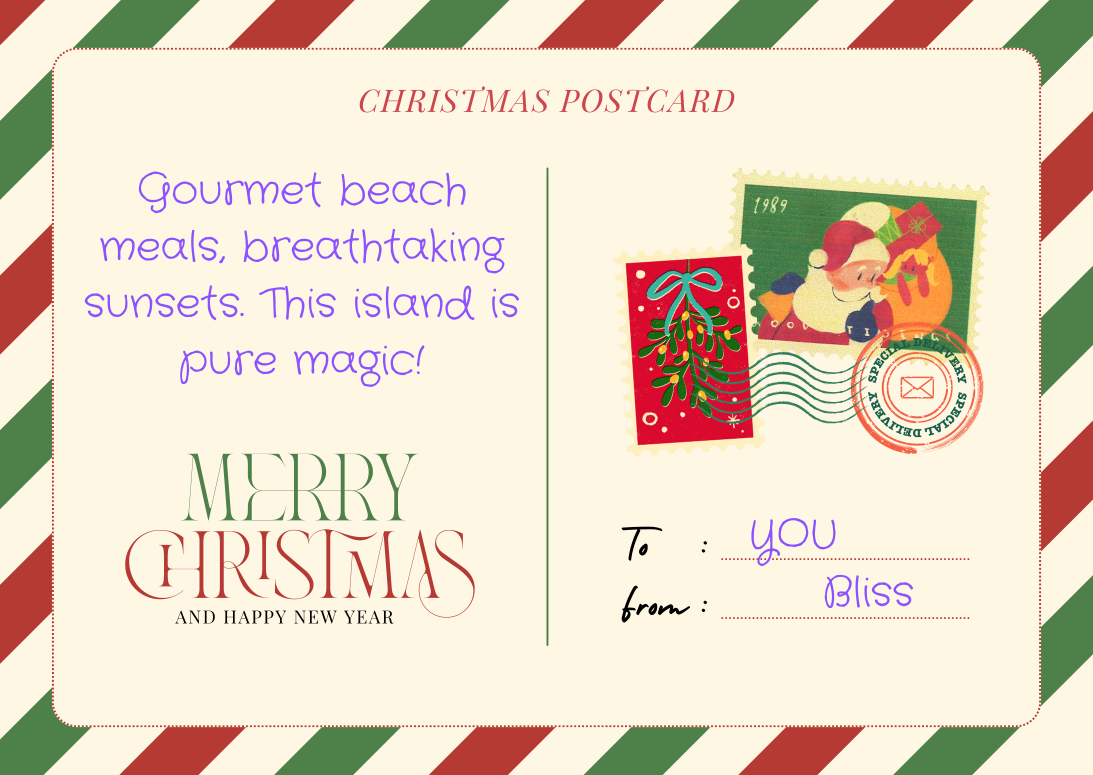 CHRISTMAS POSTCARD
Gourmet beach
meals, breathtaking
sunsets. This island is
pure magic!
MERRY
CHRISTMAS
AND HAPPY NEW YEAR
1989
SPECIAL DELIVERY SPECIAL DELIVERY
To : YOU
from : Bliss